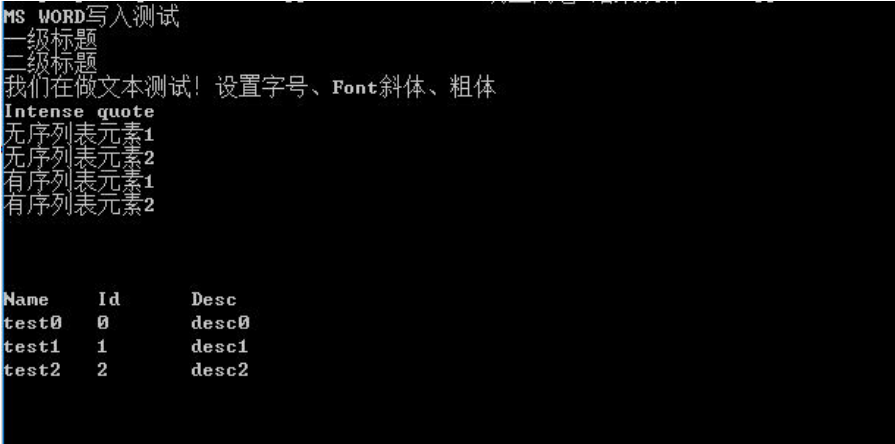 MS WORD写入测试
一级标题
二级标题
我们在做文本测试！设置字号、Font斜体、粗体
Intense quote
无序列表元素1
无序列表元素2
有序列表元素1
有序列表元素2
Name Id Desc
test0 0 desc0
test1 1 desc1
test2 2 desc2